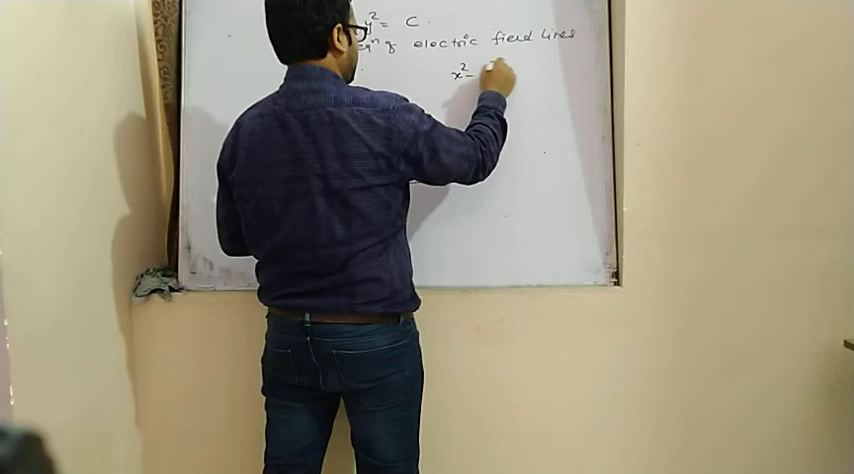 y² = C
eqⁿ of electric field lines
x² -